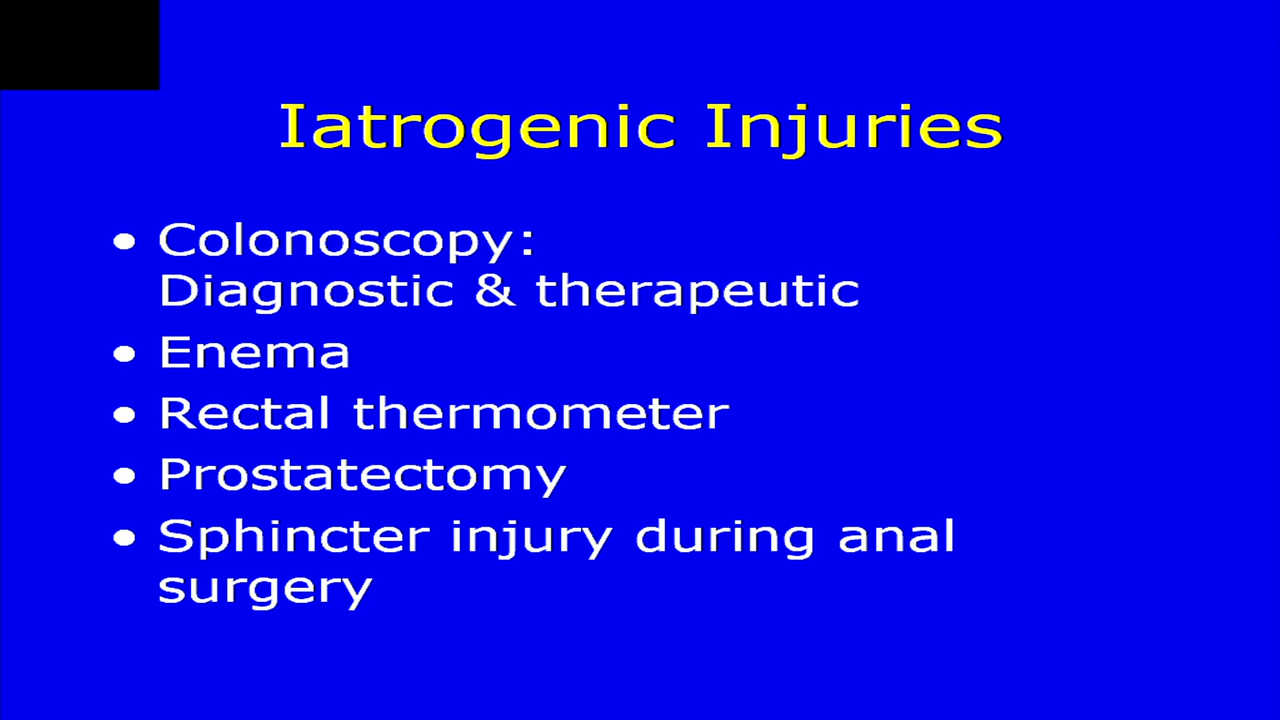 Iatrogenic Injuries
• Colonoscopy:
Diagnostic & therapeutic
• Enema
• Rectal thermometer
• Prostatectomy
• Sphincter injury during anal
surgery